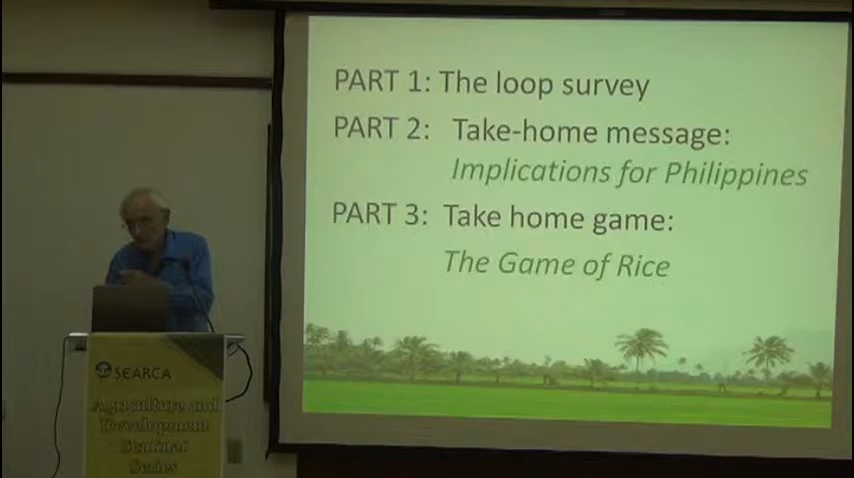 PART 1: The loop survey
PART 2: Take-home message:
Implications for Philippines
PART 3: Take home game:
The Game of Rice
SEARCA
Agriculture and
Development
Seminar
Series